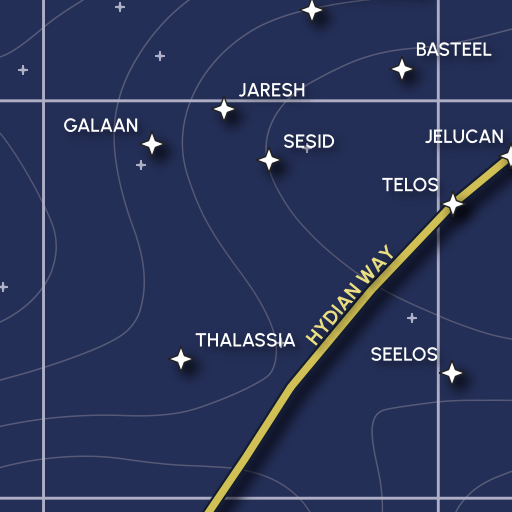 BASTEEL
JARESH
GALAAN
SESID
JELUCAN
TELOS
HYDIAN WAY
THALASSIA
SEELOS